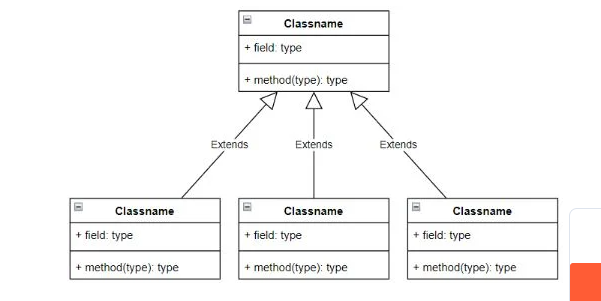 Classname
+ field: type
+ method(type): type
Extends
Extends
Extends
Classname
+ field: type
+ method(type): type
Classname
+ field: type
+ method(type): type
Classname
+ field: type
+ method(type): type